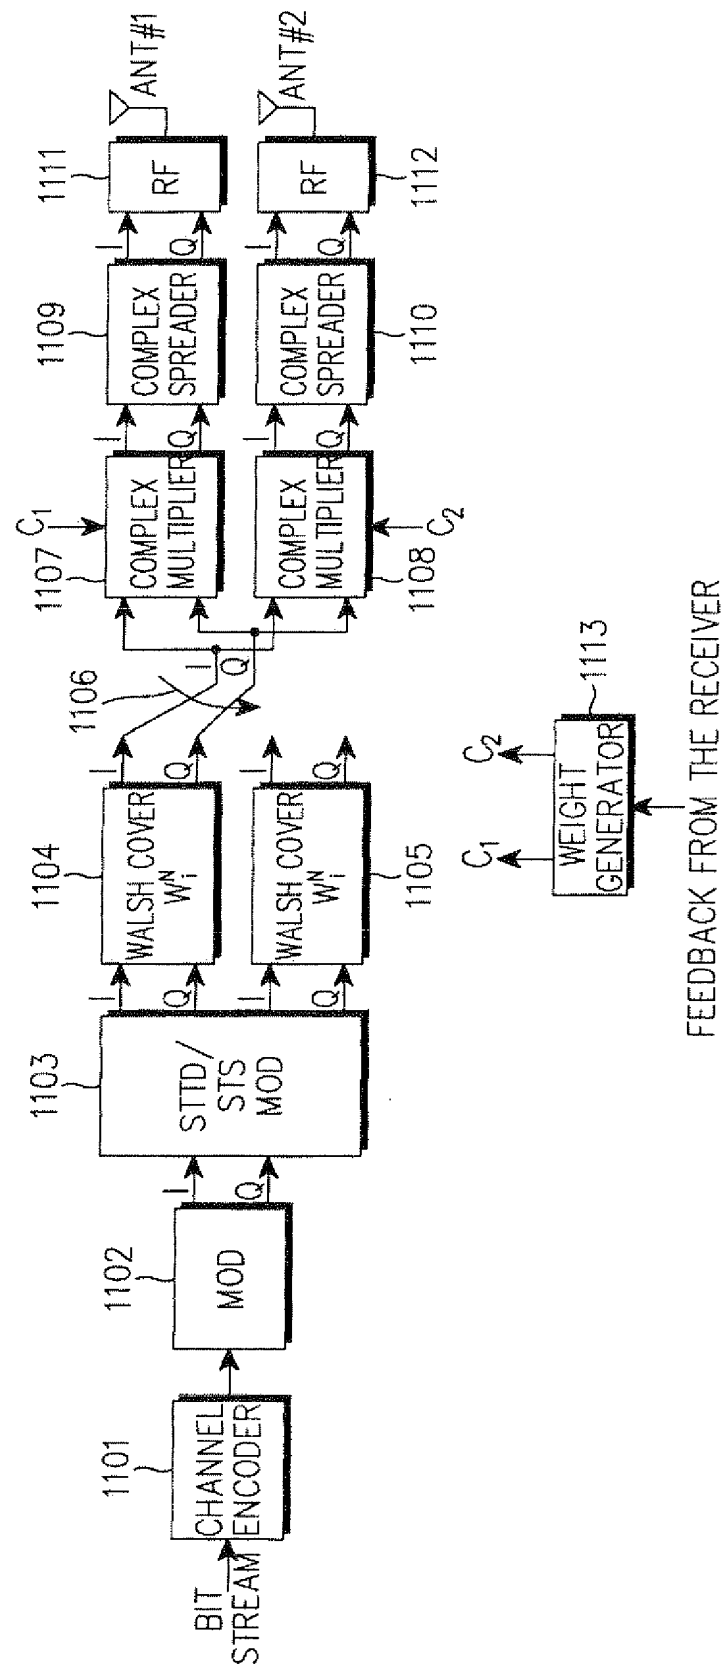 BIT
STREAM
1101
CHANNEL
ENCODER
1102
MOD
I
Q
1103
STTD/
STS
MOD
I
Q
I
Q
1104
WALSH COVER
W_i^N
1105
WALSH COVER
W_i^N
I
Q
I
Q
1106
I
Q
C1
1107
COMPLEX
MULTIPLIER
1108
COMPLEX
MULTIPLIER
C2
I
Q
I
Q
1109
COMPLEX
SPREADER
1110
COMPLEX
SPREADER
I
Q
I
Q
1111
RF
ANT#1
1112
RF
ANT#2
C1
C2
1113
WEIGHT
GENERATOR
FEEDBACK FROM THE RECEIVER